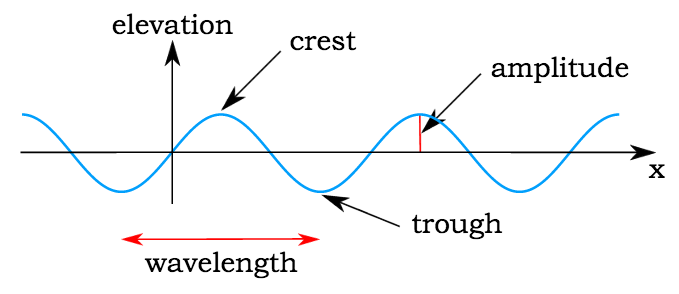 elevation
crest
amplitude
x
trough
wavelength